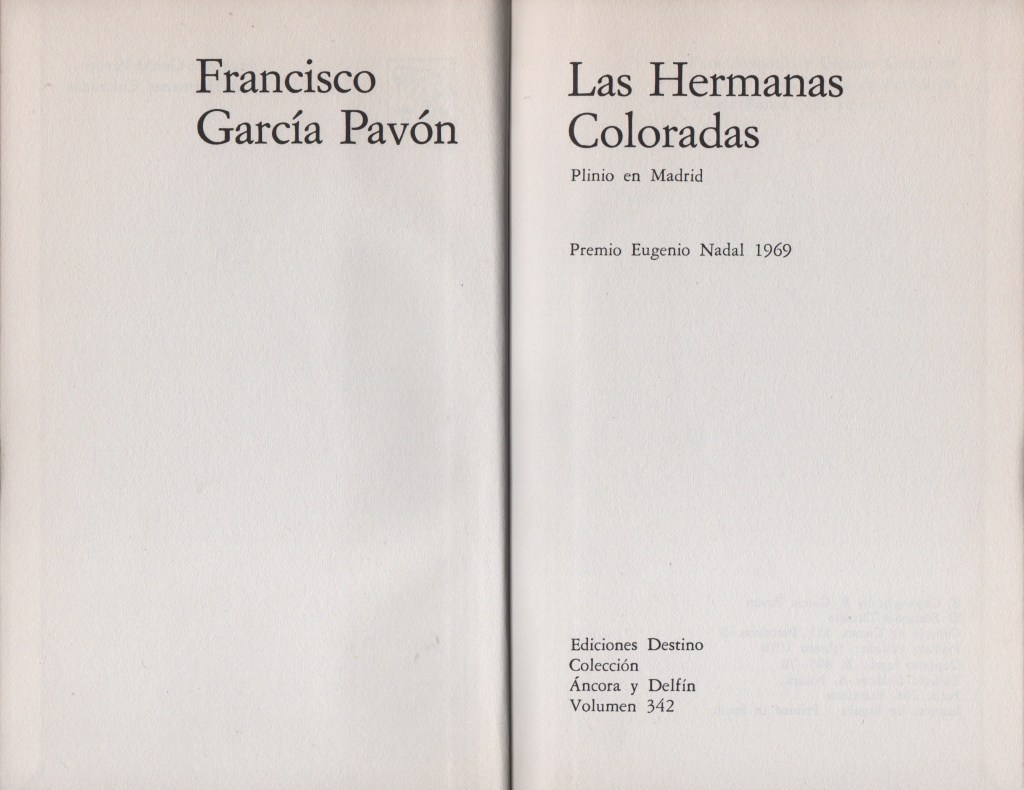 Francisco
García Pavón
Las Hermanas
Coloradas
Plinio en Madrid
Premio Eugenio Nadal 1969
Ediciones Destino
Colección
Áncora y Delfín
Volumen 342